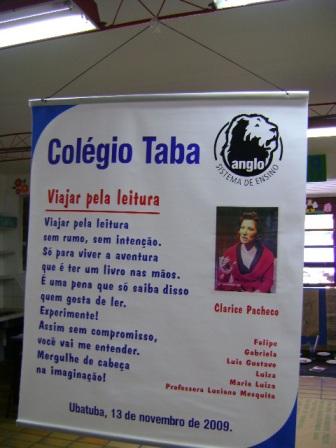 Colégio Taba
anglo
SISTEMA DE ENSINO
Viajar pela leitura
Viajar pela leitura
sem rumo, sem intenção.
Só para viver a aventura
que é ter um livro nas mãos.
É uma pena que só saiba disso
quem gosta de ler.
Experimente!
Assim sem compromisso,
você vai me entender.
Mergulhe de cabeça
na imaginação!
Clarice Pacheco
Felipe
Gabriela
Luis Gustavo
Luiza
Maria Luiza
Professora Luciana Mesquita
Ubatuba, 13 de novembro de 2009.